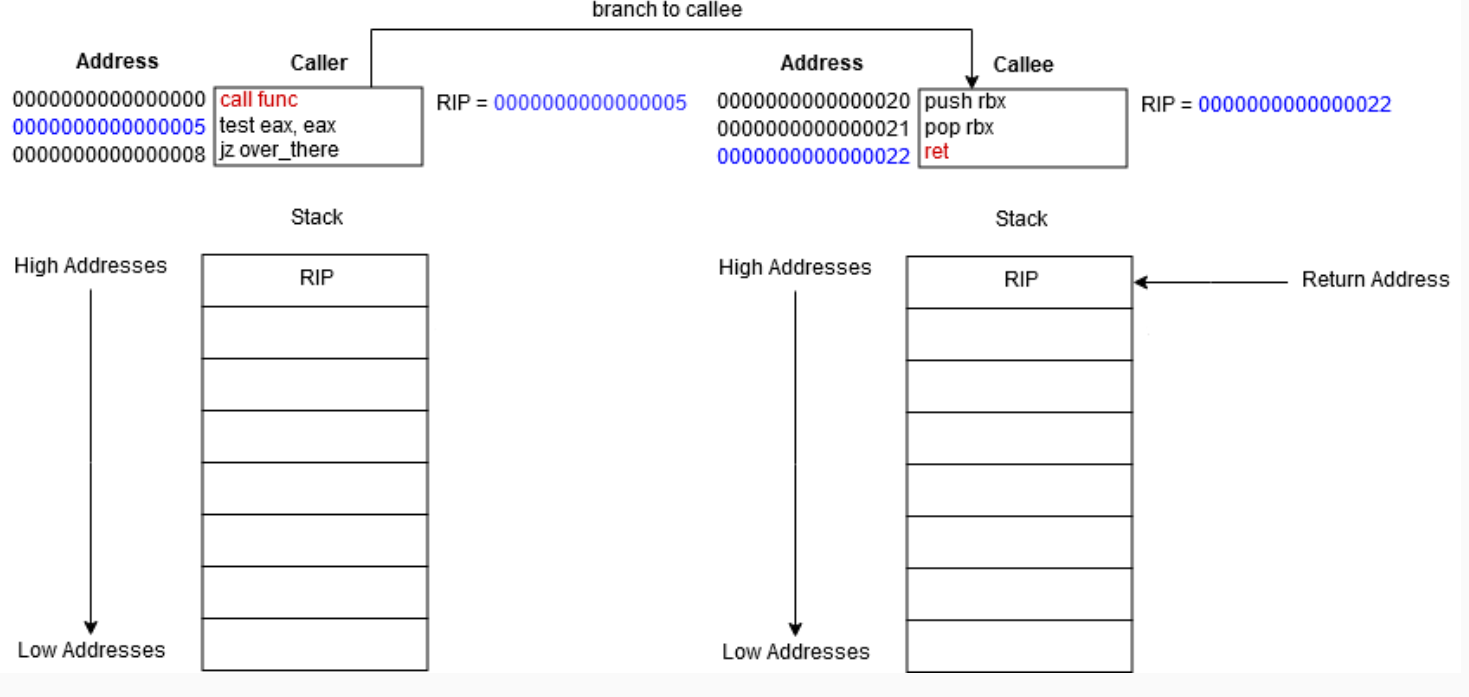 branch to callee
Address Caller Address Callee
0000000000000000 call func RIP = 0000000000000005 0000000000000020 push rbx RIP = 0000000000000022
0000000000000005 test eax, eax 0000000000000021 pop rbx
0000000000000008 jz over_there 0000000000000022 ret
Stack Stack
High Addresses RIP High Addresses RIP Return Address
Low Addresses Low Addresses